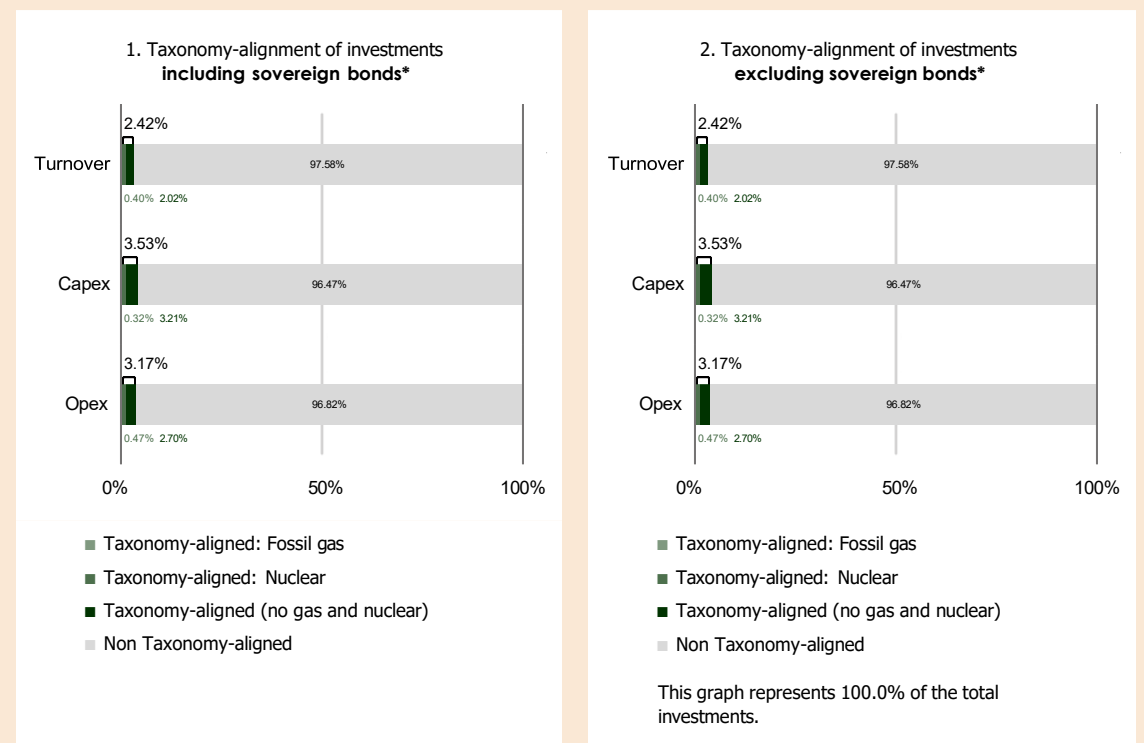 1. Taxonomy-alignment of investments
including sovereign bonds*
2.42%
Turnover
97.58%
0.40% 2.02%
3.53%
Capex
96.47%
0.32% 3.21%
3.17%
Opex
96.82%
0.47% 2.70%
0% 50% 100%
Taxonomy-aligned: Fossil gas
Taxonomy-aligned: Nuclear
Taxonomy-aligned (no gas and nuclear)
Non Taxonomy-aligned
2. Taxonomy-alignment of investments
excluding sovereign bonds*
2.42%
Turnover
97.58%
0.40% 2.02%
3.53%
Capex
96.47%
0.32% 3.21%
3.17%
Opex
96.82%
0.47% 2.70%
0% 50% 100%
Taxonomy-aligned: Fossil gas
Taxonomy-aligned: Nuclear
Taxonomy-aligned (no gas and nuclear)
Non Taxonomy-aligned
This graph represents 100.0% of the total
investments.